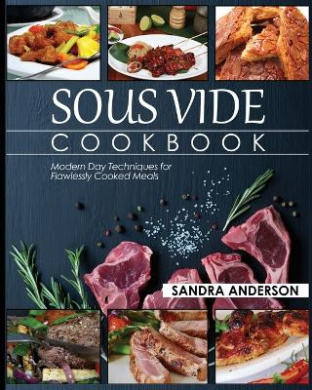 SOUS VIDE
COOKBOOK
Modern Day Techniques for
Flawlessly Cooked Meals
SANDRA ANDERSON